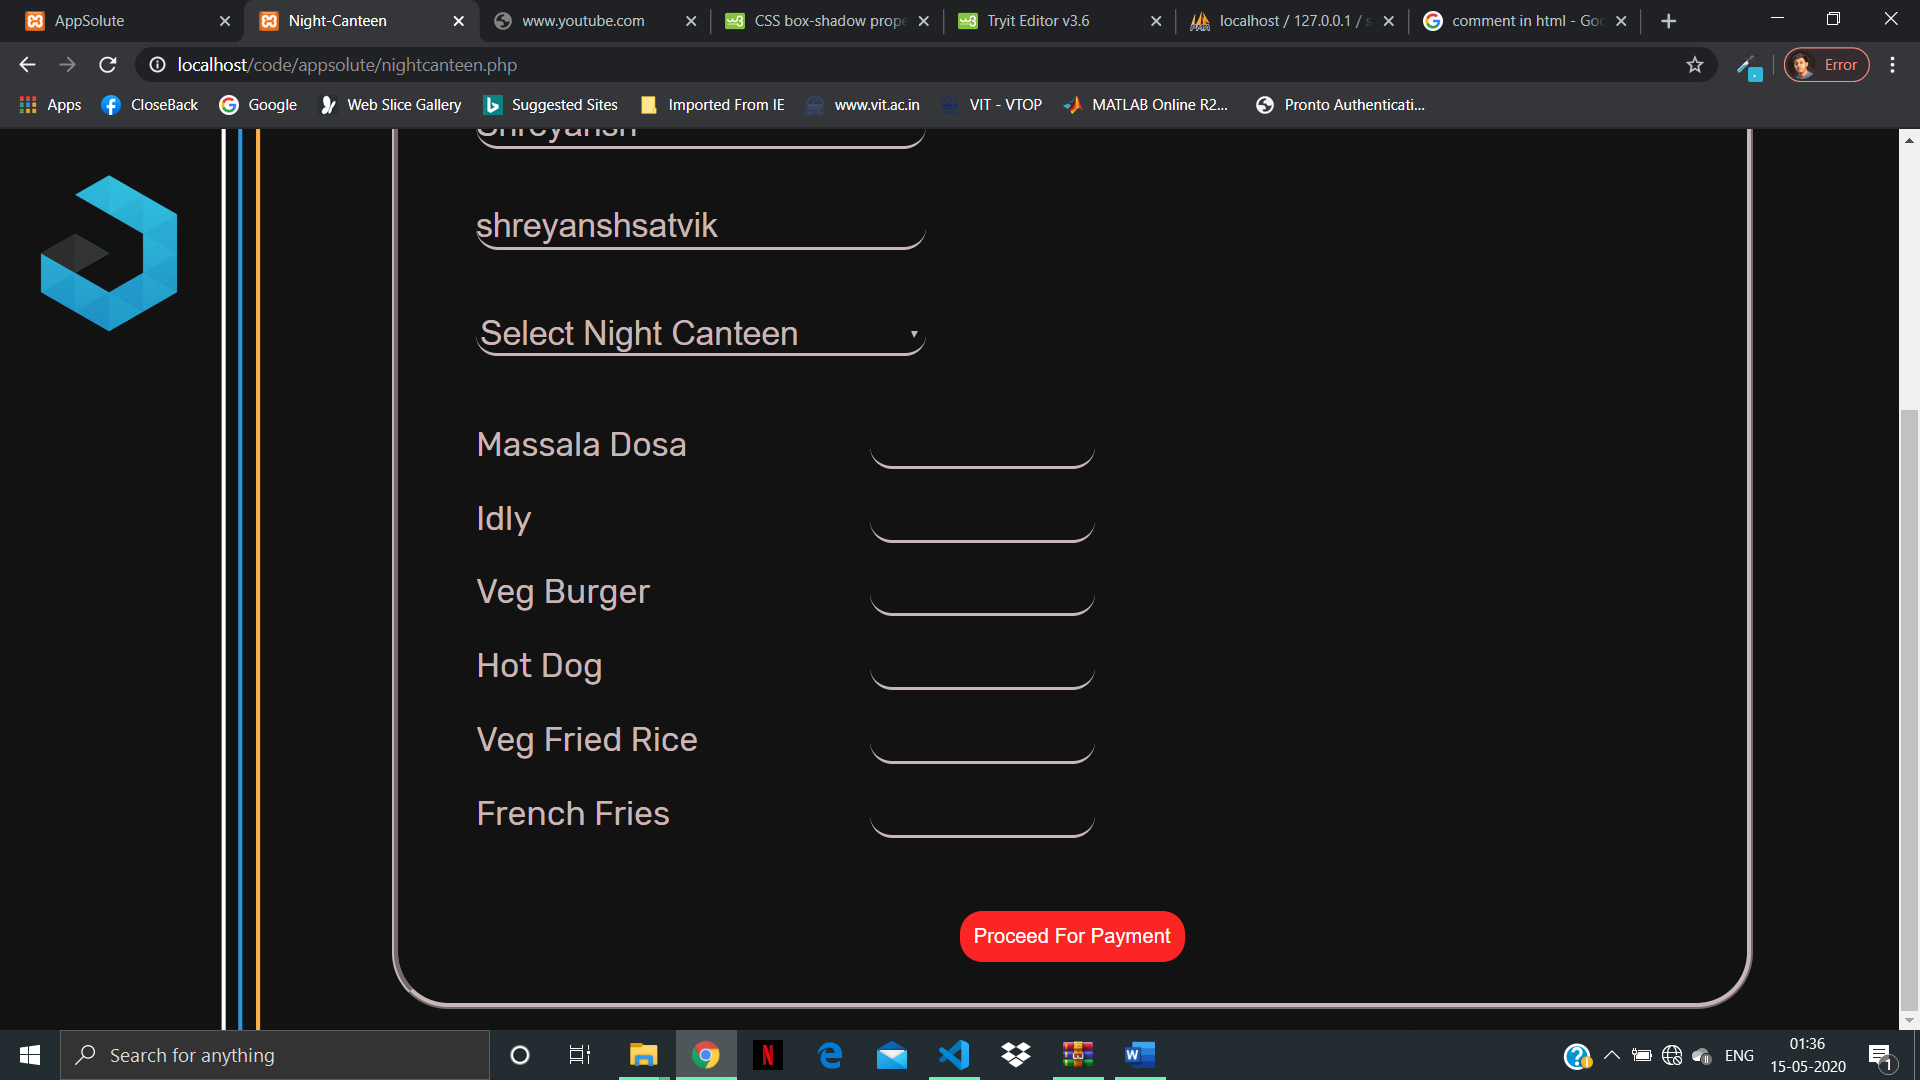 AppSolute
Night-Canteen
www.youtube.com
CSS box-shadow prope
Tryit Editor v3.6
localhost / 127.0.0.1 / s
comment in html - Goo
localhost/code/appsolute/nightcanteen.php
Error
Apps
CloseBack
Google
Web Slice Gallery
Suggested Sites
Imported From IE
www.vit.ac.in
VIT - VTOP
MATLAB Online R2...
Pronto Authenticati...
Shreyansh
shreyanshsatvik
Select Night Canteen
Massala Dosa
Idly
Veg Burger
Hot Dog
Veg Fried Rice
French Fries
Proceed For Payment
Search for anything
ENG
01:36
15-05-2020
1